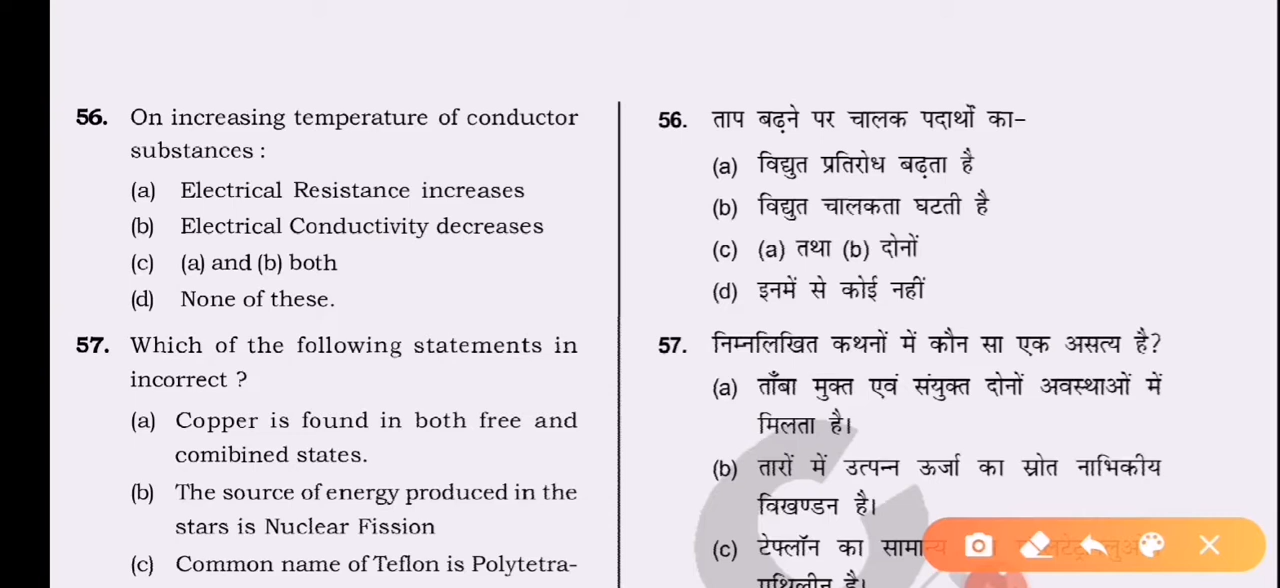 56. On increasing temperature of conductor
substances :
(a) Electrical Resistance increases
(b) Electrical Conductivity decreases
(c) (a) and (b) both
(d) None of these.
57. Which of the following statements in
incorrect ?
(a) Copper is found in both free and
comibined states.
(b) The source of energy produced in the
stars is Nuclear Fission
(c) Common name of Teflon is Polytetra-
56. ताप बढ़ने पर चालक पदार्थों का–
(a) विद्युत प्रतिरोध बढ़ता है
(b) विद्युत चालकता घटती है
(c) (a) तथा (b) दोनों
(d) इनमें से कोई नहीं
57. निम्नलिखित कथनों में कौन सा एक असत्य है?
(a) ताँबा मुक्त एवं संयुक्त दोनों अवस्थाओं में
मिलता है।
(b) तारों में उत्पन्न ऊर्जा का स्रोत नाभिकीय
विखण्डन है।
(c) टेफ्लॉन का सामान्य
एथिलीन है।